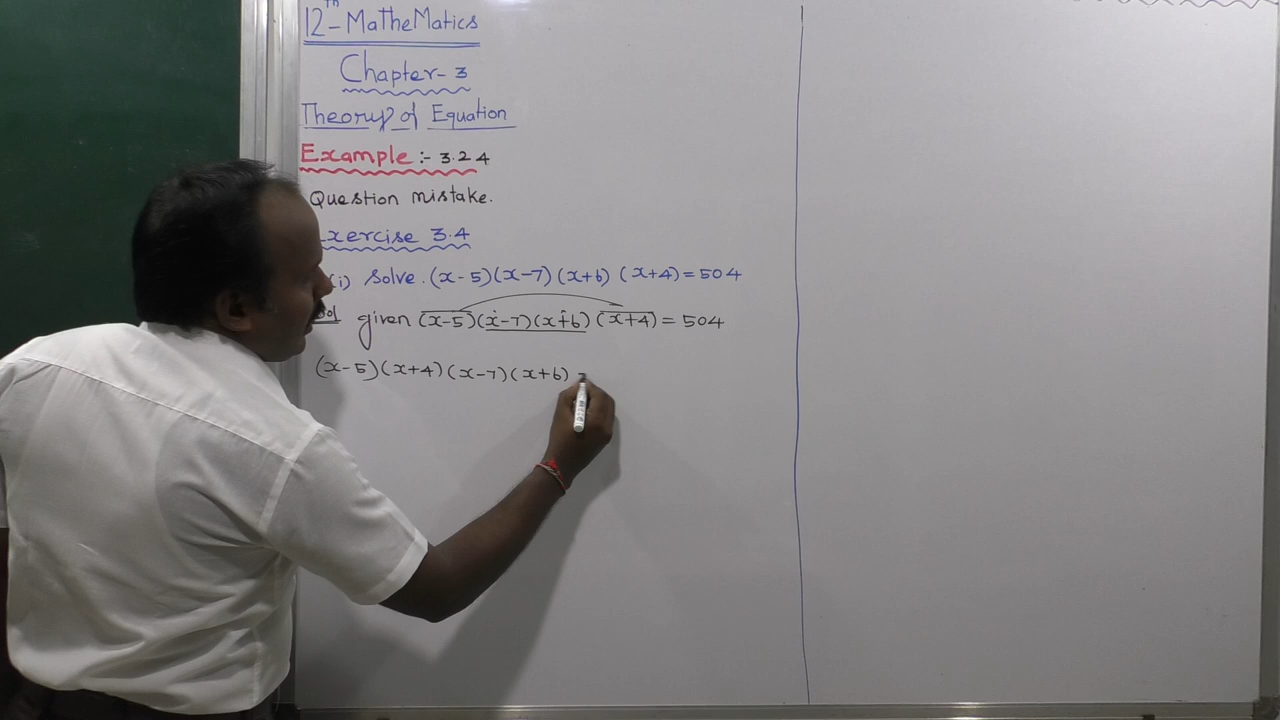 12th MatheMatics
Chapter - 3
Theory of Equation
Example :- 3.24
Question mistake.
xercise 3.4
(i) Solve. (x-5)(x-7)(x+6)(x+4)=504
given (x-5)(x-7)(x+6)(x+4)=504
(x-5)(x+4)(x-7)(x+6) =